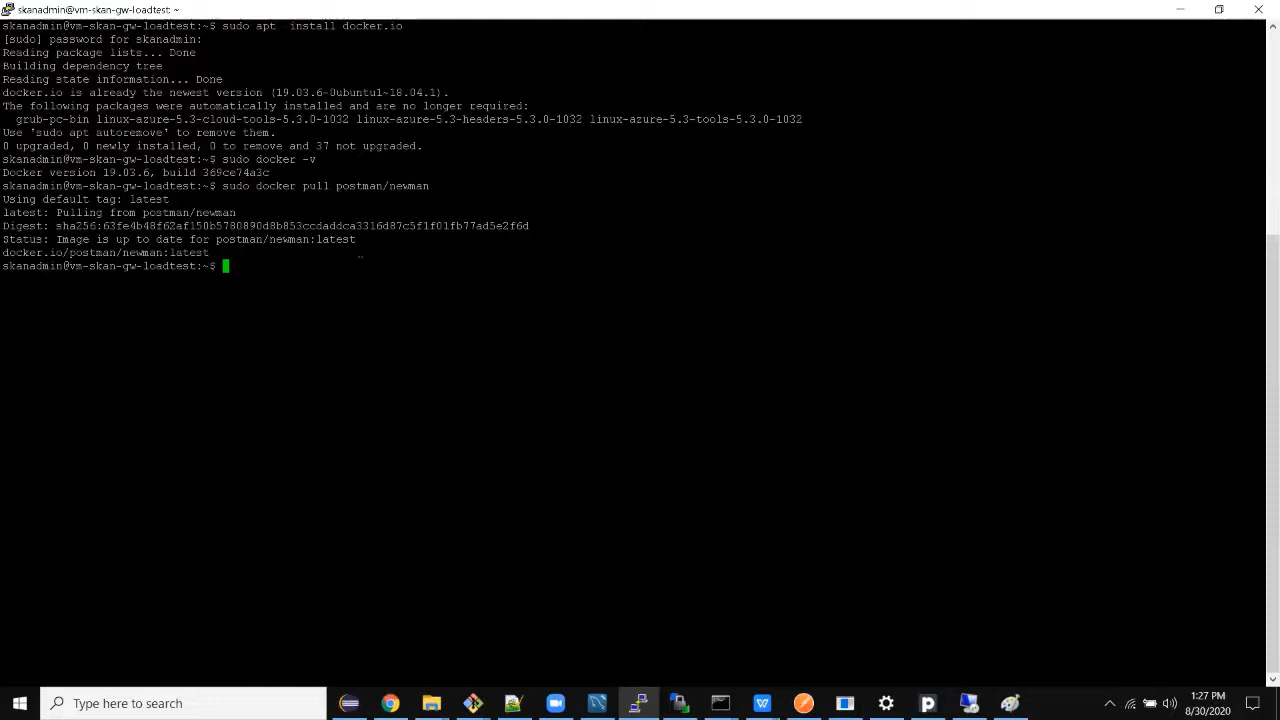 skanadmin@vm-skan-gw-loadtest: ~
skanadmin@vm-skan-gw-loadtest:~$ sudo apt  install docker.io
[sudo] password for skanadmin:
Reading package lists... Done
Building dependency tree
Reading state information... Done
docker.io is already the newest version (19.03.6-0ubuntu1~18.04.1).
The following packages were automatically installed and are no longer required:
  grub-pc-bin linux-azure-5.3-cloud-tools-5.3.0-1032 linux-azure-5.3-headers-5.3.0-1032 linux-azure-5.3-tools-5.3.0-1032
Use 'sudo apt autoremove' to remove them.
0 upgraded, 0 newly installed, 0 to remove and 37 not upgraded.
skanadmin@vm-skan-gw-loadtest:~$ sudo docker -v
Docker version 19.03.6, build 369ce74a3c
skanadmin@vm-skan-gw-loadtest:~$ sudo docker pull postman/newman
Using default tag: latest
latest: Pulling from postman/newman
Digest: sha256:63fe4b48f62af150b5780890d8b853ccdaddca3316d87c5f1f01fb77ad5e2f6d
Status: Image is up to date for postman/newman:latest
docker.io/postman/newman:latest
skanadmin@vm-skan-gw-loadtest:~$
Type here to search
1:27 PM
8/30/2020